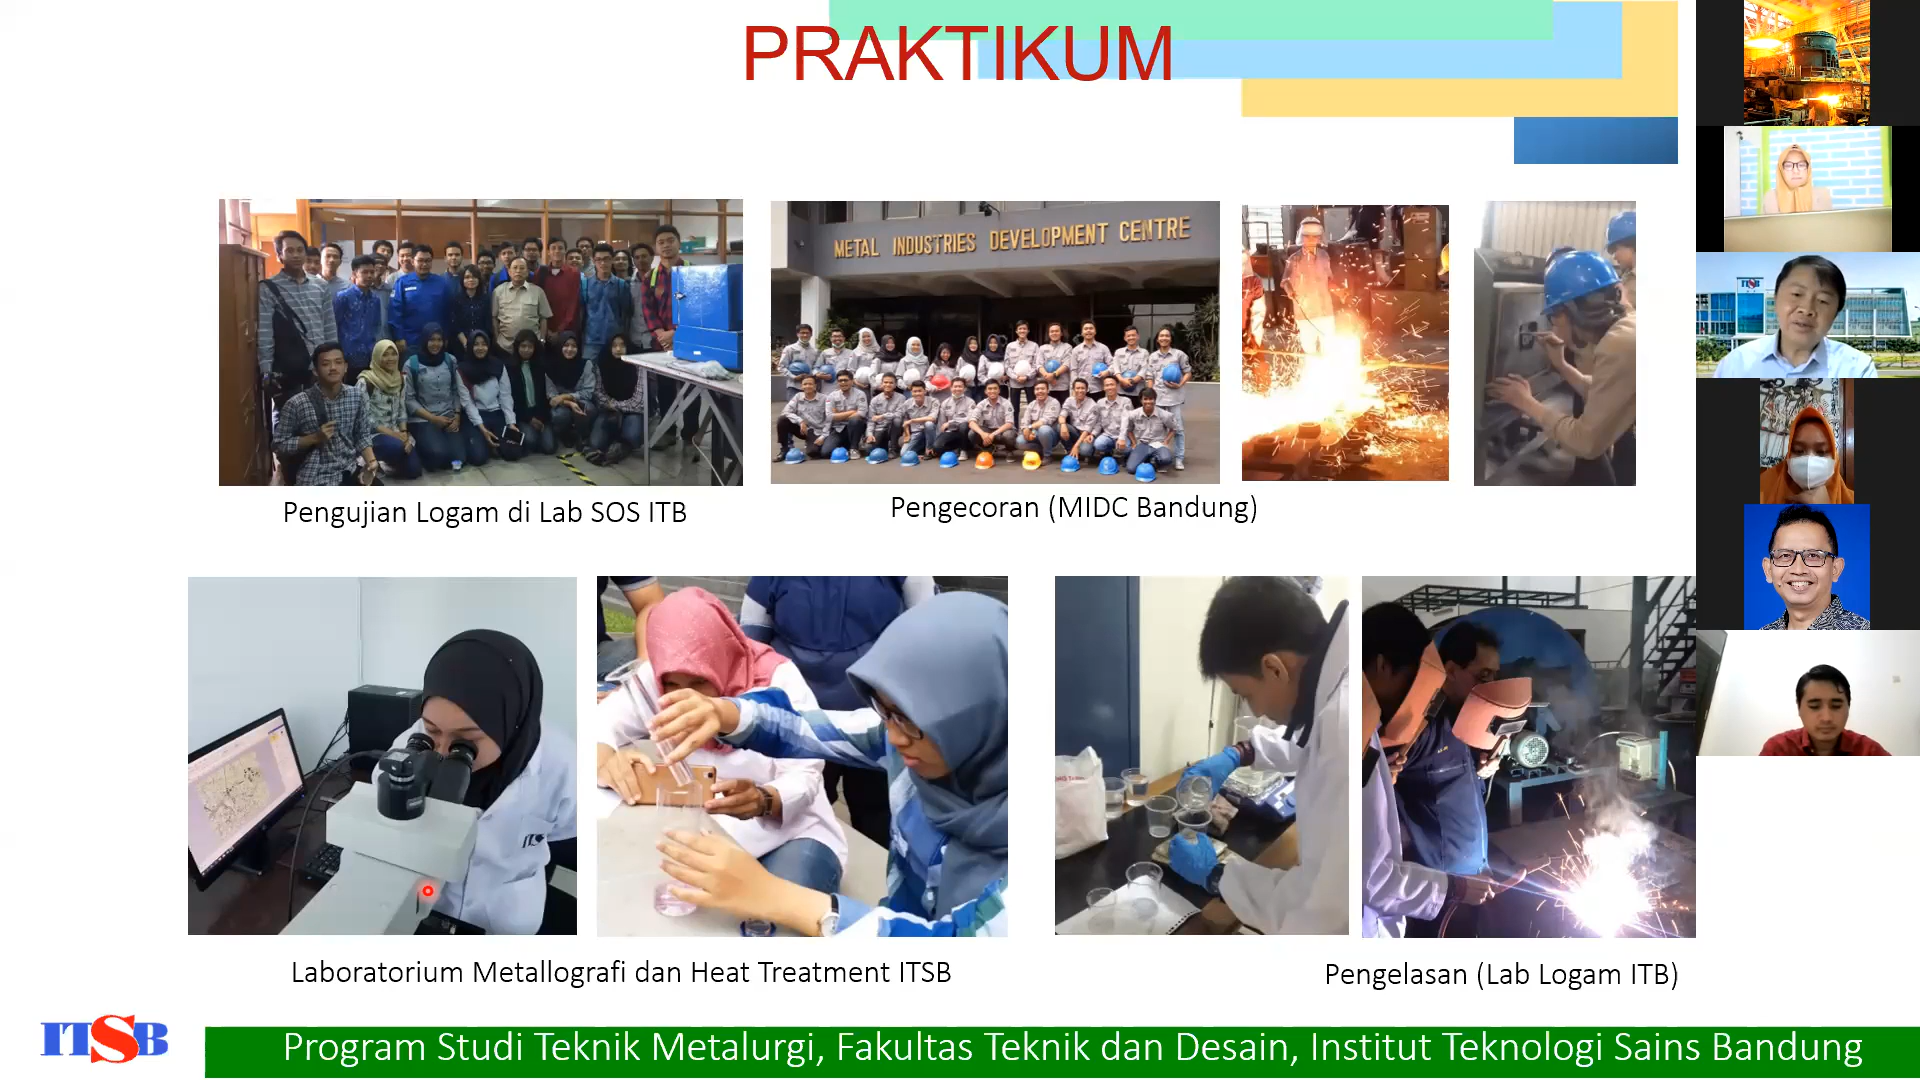 PRAKTIKUM
METAL INDUSTRIES DEVELOPMENT CENTRE
ITSB
Pengujian Logam di Lab SOS ITB
Pengecoran (MIDC Bandung)
Laboratorium Metallografi dan Heat Treatment ITSB
Pengelasan (Lab Logam ITB)
ITSB
Program Studi Teknik Metalurgi, Fakultas Teknik dan Desain, Institut Teknologi Sains Bandung